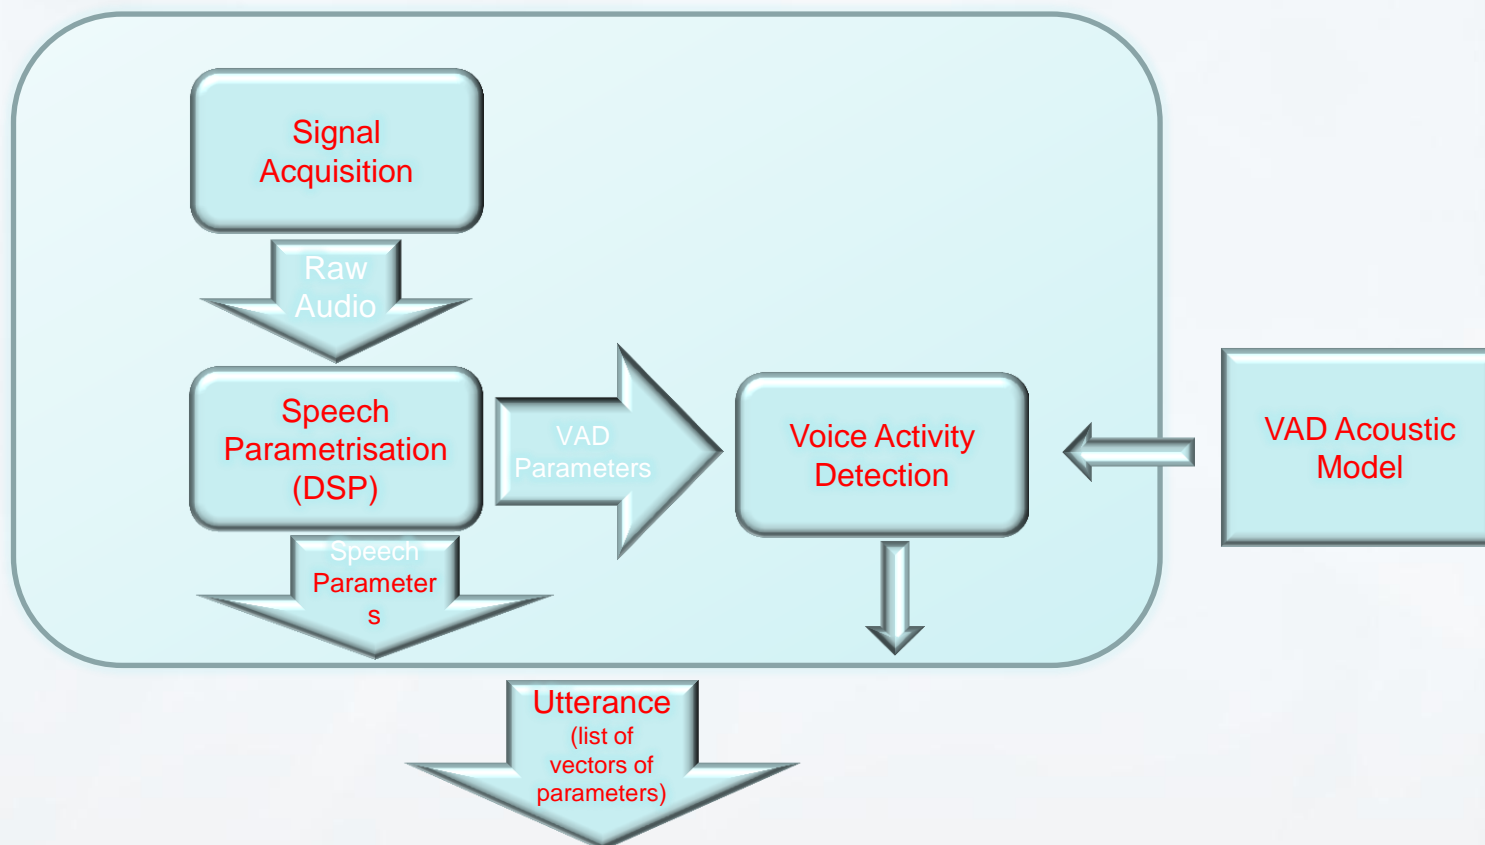 Signal
Acquisition
Raw
Audio
Speech
Parametrisation
(DSP)
VAD
Parameters
Voice Activity
Detection
VAD Acoustic
Model
Speech
Parameter
s
Utterance
(list of
vectors of
parameters)